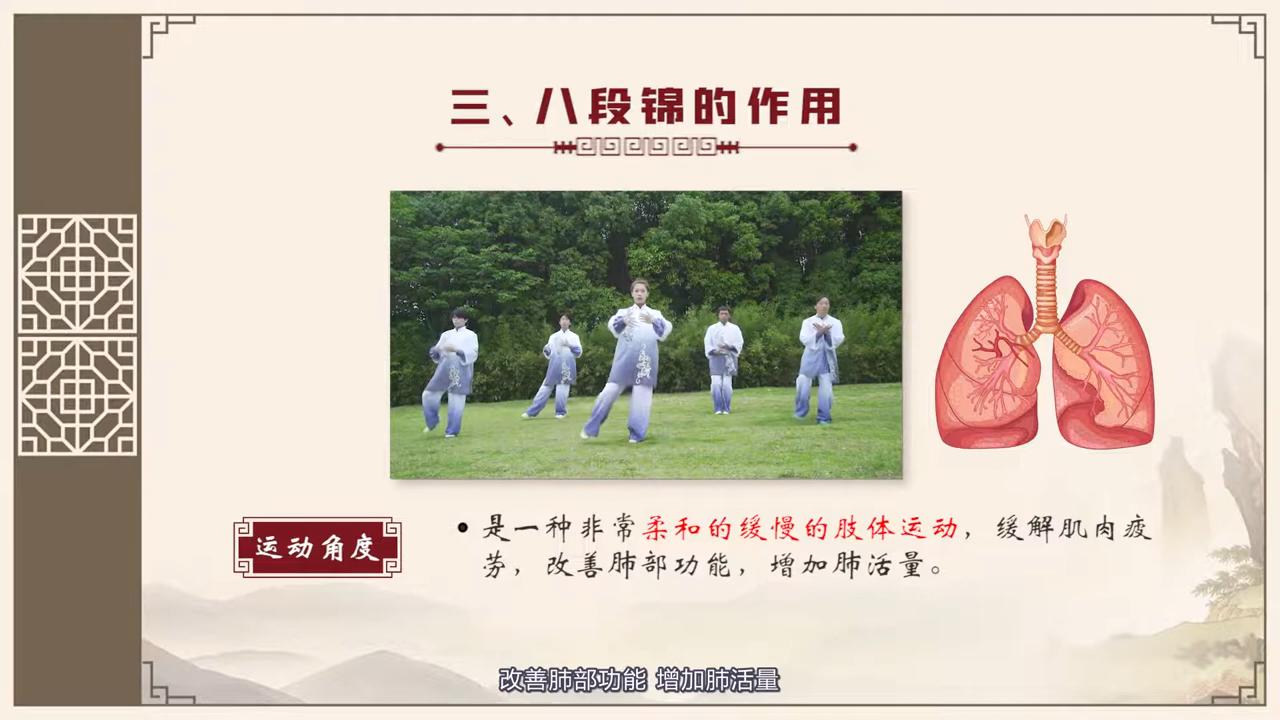 三、八段锦的作用
运动角度
• 是一种非常柔和的缓慢的肢体运动，缓解肌肉疲
劳，改善肺部功能，增加肺活量。
改善肺部功能 增加肺活量